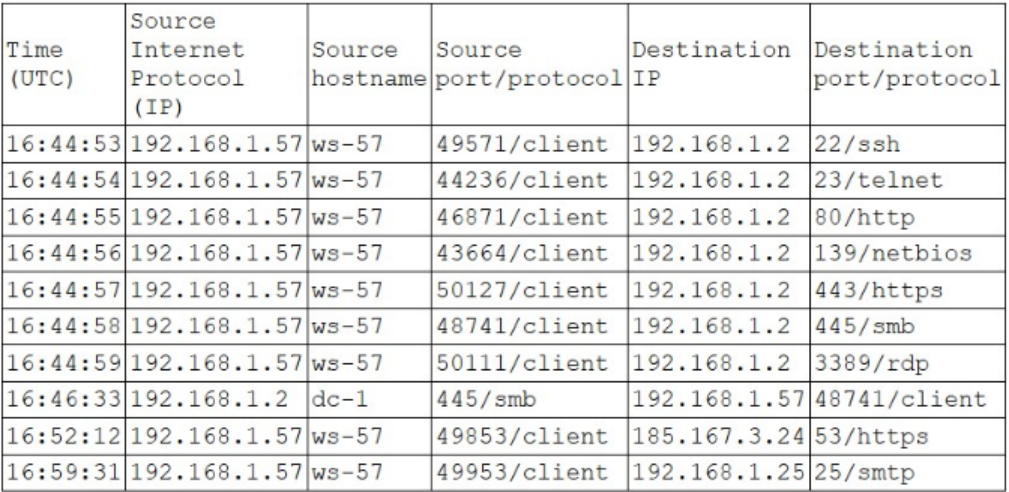 Time (UTC) Source Internet Protocol (IP) Source hostname Source port/protocol Destination IP Destination port/protocol
16:44:53 192.168.1.57 ws-57 49571/client 192.168.1.2 22/ssh
16:44:54 192.168.1.57 ws-57 44236/client 192.168.1.2 23/telnet
16:44:55 192.168.1.57 ws-57 46871/client 192.168.1.2 80/http
16:44:56 192.168.1.57 ws-57 43664/client 192.168.1.2 139/netbios
16:44:57 192.168.1.57 ws-57 50127/client 192.168.1.2 443/https
16:44:58 192.168.1.57 ws-57 48741/client 192.168.1.2 445/smb
16:44:59 192.168.1.57 ws-57 50111/client 192.168.1.2 3389/rdp
16:46:33 192.168.1.2 dc-1 445/smb 192.168.1.57 48741/client
16:52:12 192.168.1.57 ws-57 49853/client 185.167.3.24 53/https
16:59:31 192.168.1.57 ws-57 49953/client 192.168.1.25 25/smtp